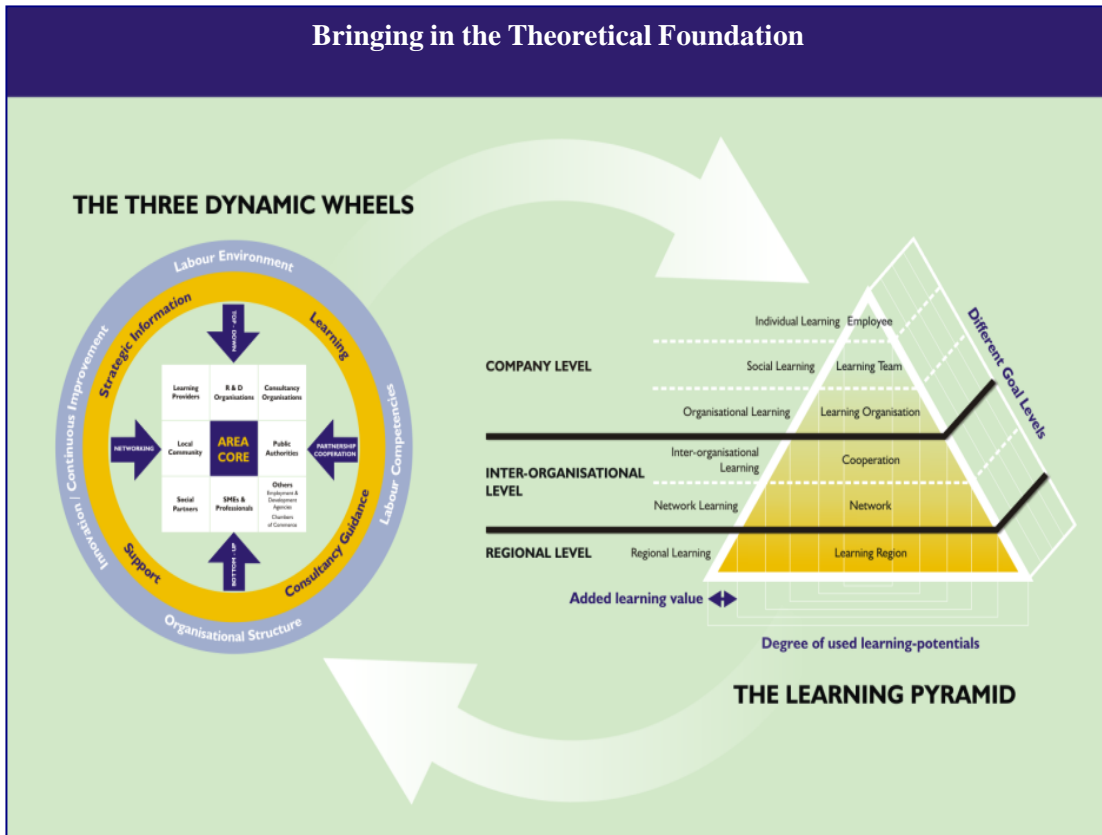 Bringing in the Theoretical Foundation
THE THREE DYNAMIC WHEELS
Labour Environment
Innovation | Continuous Improvement
Labour Competencies
Organisational Structure
Strategic Information
Learning
Support
Consultancy Guidance
TOP - DOWN
NETWORKING
PARTNERSHIP
COOPERATION
BOTTOM - UP
Learning
Providers
R & D
Organisations
Consultancy
Organisations
Local
Community
AREA
CORE
Public
Authorities
Social
Partners
SMEs &
Professionals
Others
Employment &
Development
Agencies
Chambers
of Commerce
COMPANY LEVEL
Individual Learning
Employee
Social Learning
Learning Team
Organisational Learning
Learning Organisation
INTER-ORGANISATIONAL
LEVEL
Inter-organisational
Learning
Cooperation
Network Learning
Network
REGIONAL LEVEL
Regional Learning
Learning Region
Different Goal Levels
Added learning value
Degree of used learning-potentials
THE LEARNING PYRAMID